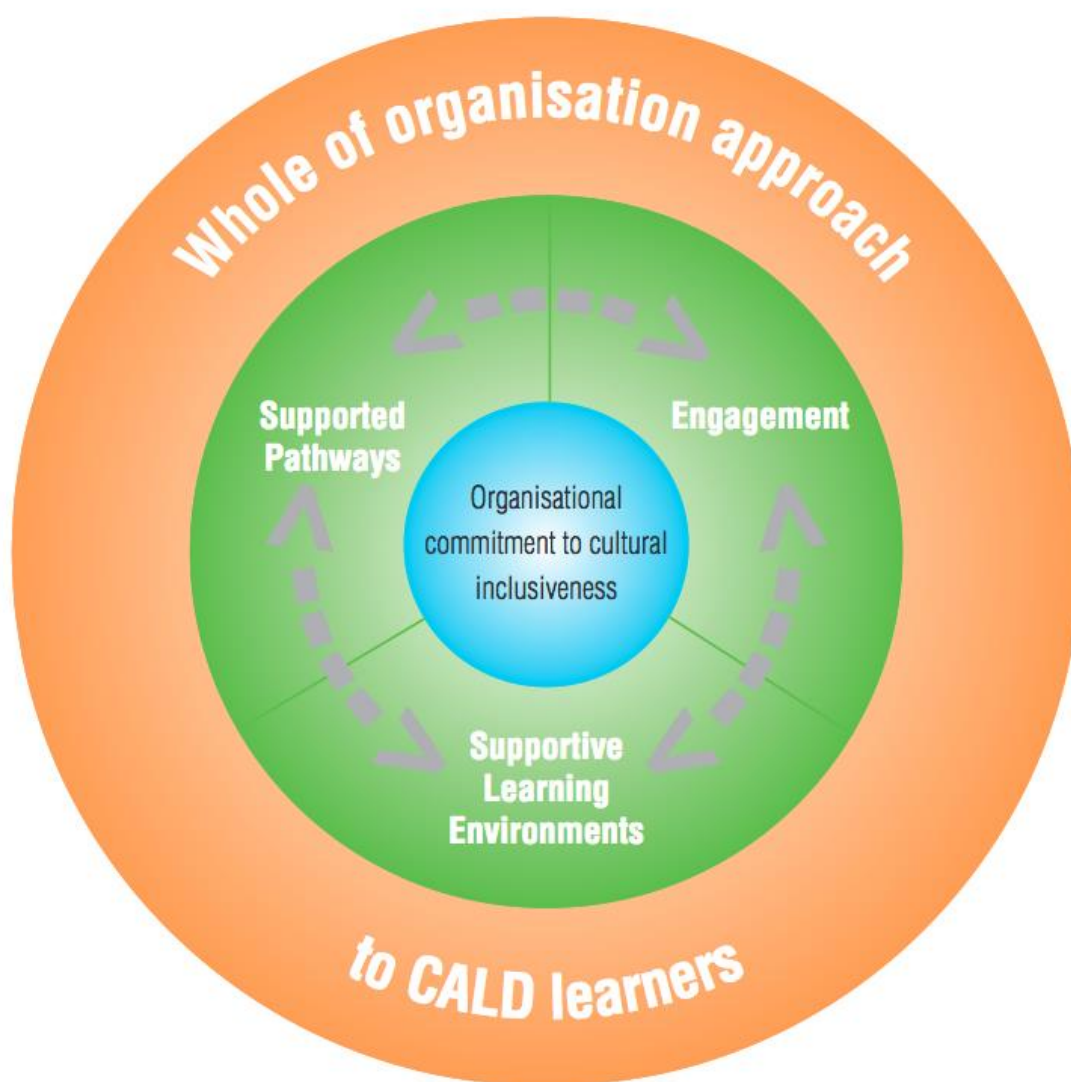 Whole of organisation approach
Supported
Pathways
Engagement
Organisational
commitment to cultural
inclusiveness
Supportive
Learning
Environments
to CALD learners